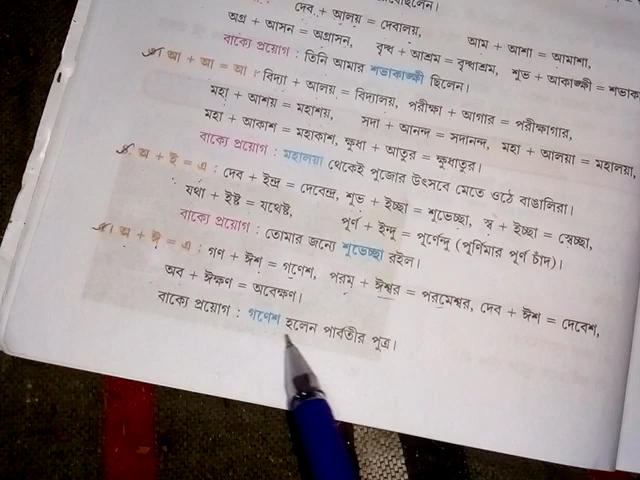 দেব + আলয় = দেবালয়, আম + আশা = আমাশা,
অগ্র + আসন = অগ্রাসন, বৃদ্ধ + আশ্রম = বৃদ্ধাশ্রম, শুভ + আকাঙ্ক্ষী =
বাক্যে প্রয়োগ : তিনি আমার শুভাকাঙ্ক্ষী ছিলেন।
আ + আ = আ : বিদ্যা + আলয় = বিদ্যালয়, পরীক্ষা + আগার = পরীক্ষাগার,
মহা + আশয় = মহাশয়, সদা + আনন্দ = সদানন্দ, মহা + আলয়া = মহালয়া,
মহা + আকাশ = মহাকাশ, ক্ষুধা + আতুর = ক্ষুধাতুর।
বাক্যে প্রয়োগ : মহালয়া থেকেই পুজোর উৎসবে মেতে ওঠে বাঙালিরা।
অ + ই = এ : দেব + ইন্দ্র = দেবেন্দ্র, শুভ + ইচ্ছা = শুভেচ্ছা, স্ব + ইচ্ছা = স্বেচ্ছা,
যথা + ইষ্ট = যথেষ্ট, পূর্ণ + ইন্দু = পূর্ণেন্দু (পূর্ণিমার পূর্ণ চাঁদ)।
বাক্যে প্রয়োগ : তোমার জন্যে শুভেচ্ছা রইল।
অ + ঈ = এ : গণ + ঈশ = গণেশ, পরম + ঈশ্বর = পরমেশ্বর, দেব + ঈশ = দেবেশ,
অব + ঈক্ষণ = অবেক্ষণ।
বাক্যে প্রয়োগ : গণেশ হলেন পার্বতীর পুত্র।